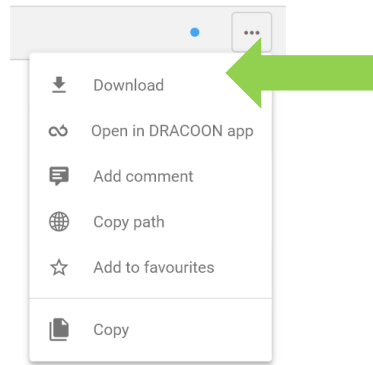 Download
Open in DRACOON app
Add comment
Copy path
Add to favourites
Copy